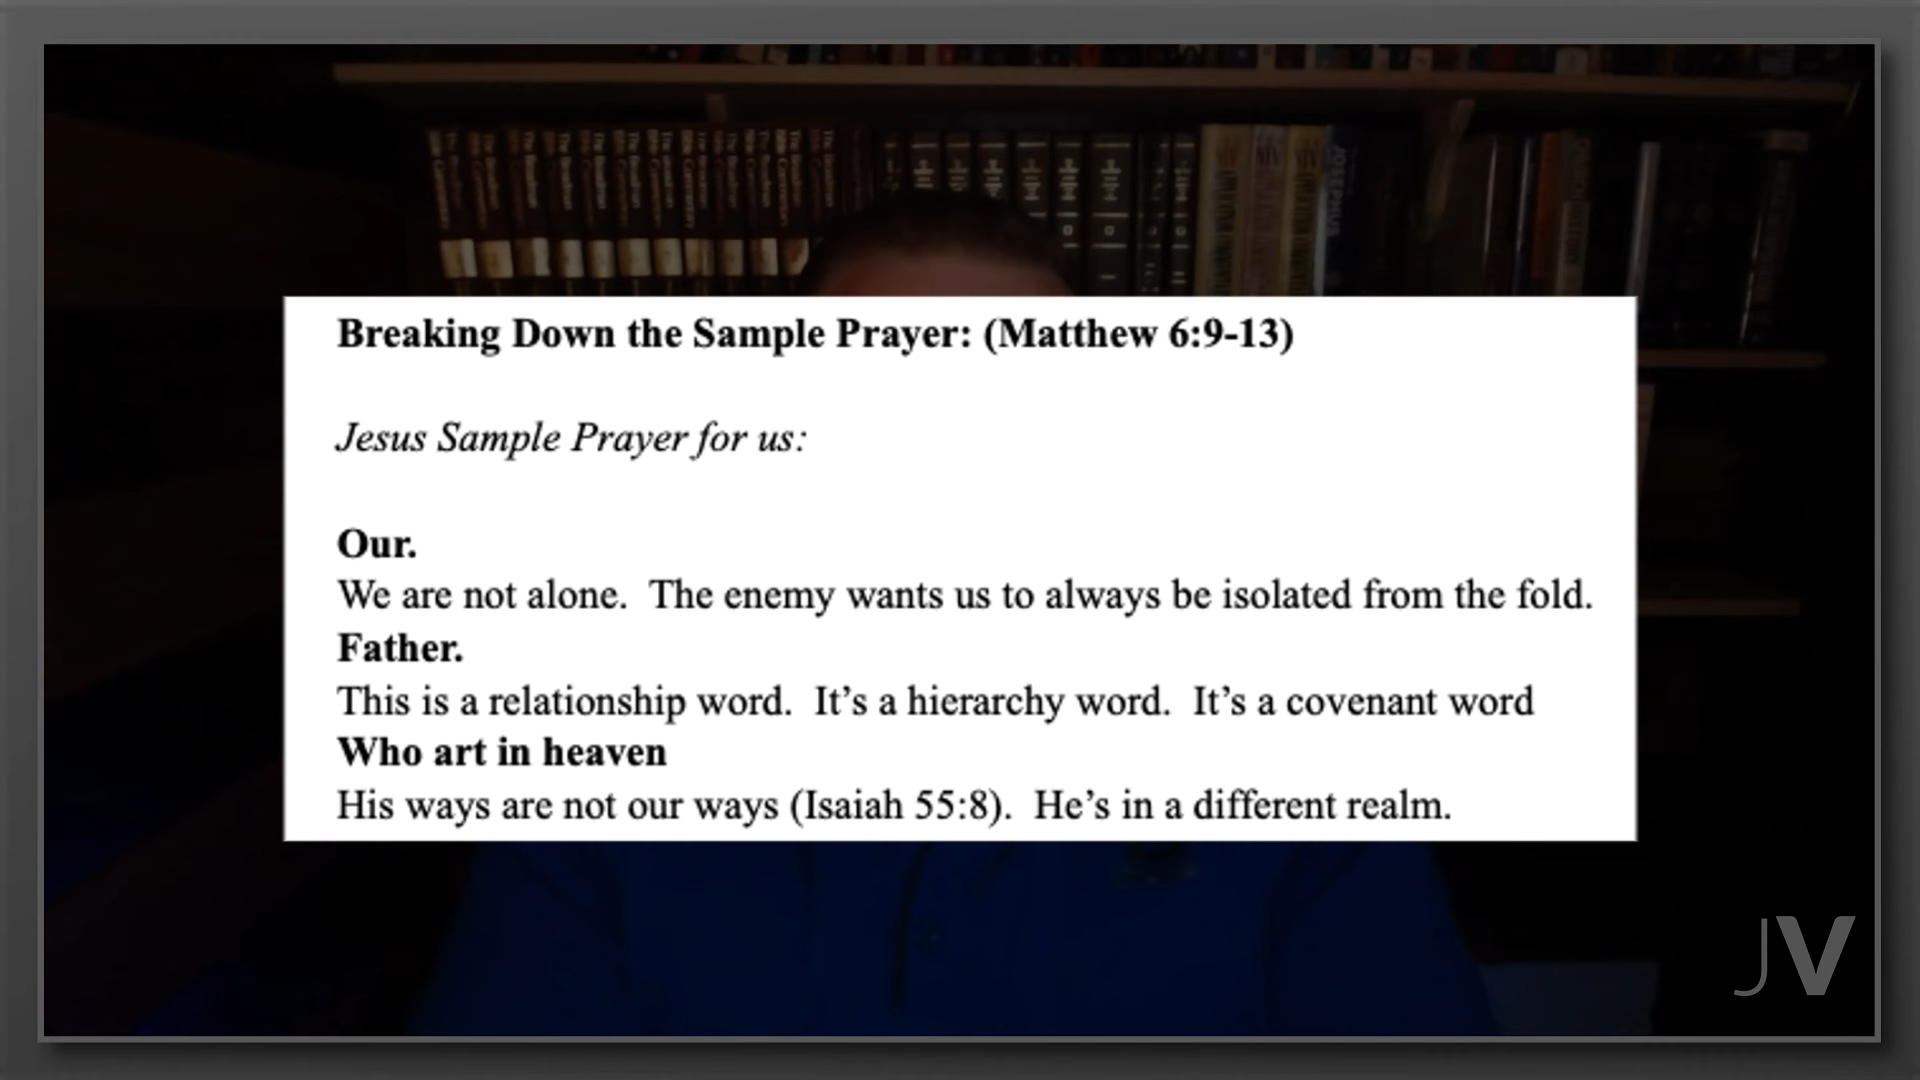 Breaking Down the Sample Prayer: (Matthew 6:9-13)
Jesus Sample Prayer for us:
Our.
We are not alone.  The enemy wants us to always be isolated from the fold.
Father.
This is a relationship word.  It’s a hierarchy word.  It’s a covenant word
Who art in heaven
His ways are not our ways (Isaiah 55:8).  He’s in a different realm.
JOSEPHUS
JV